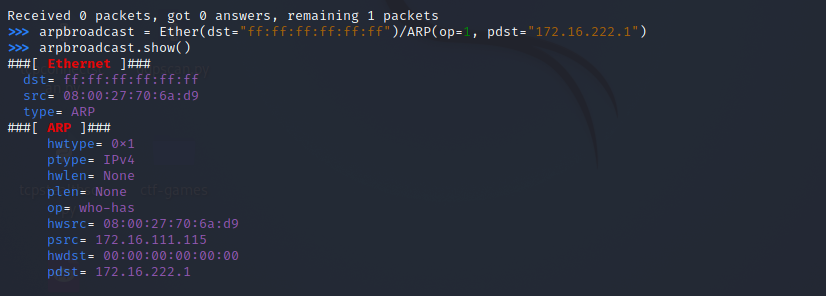 Received 0 packets, got 0 answers, remaining 1 packets
>>> arpbroadcast = Ether(dst="ff:ff:ff:ff:ff:ff")/ARP(op=1, pdst="172.16.222.1")
>>> arpbroadcast.show()
###[ Ethernet ]###
dst= ff:ff:ff:ff:ff:ff
src= 08:00:27:70:6a:d9
type= ARP
###[ ARP ]###
hwtype= 0×1
ptype= IPv4
hwlen= None
plen= None
op= who-has
hwsrc= 08:00:27:70:6a:d9
psrc= 172.16.111.115
hwdst= 00:00:00:00:00:00
pdst= 172.16.222.1
ctf-games